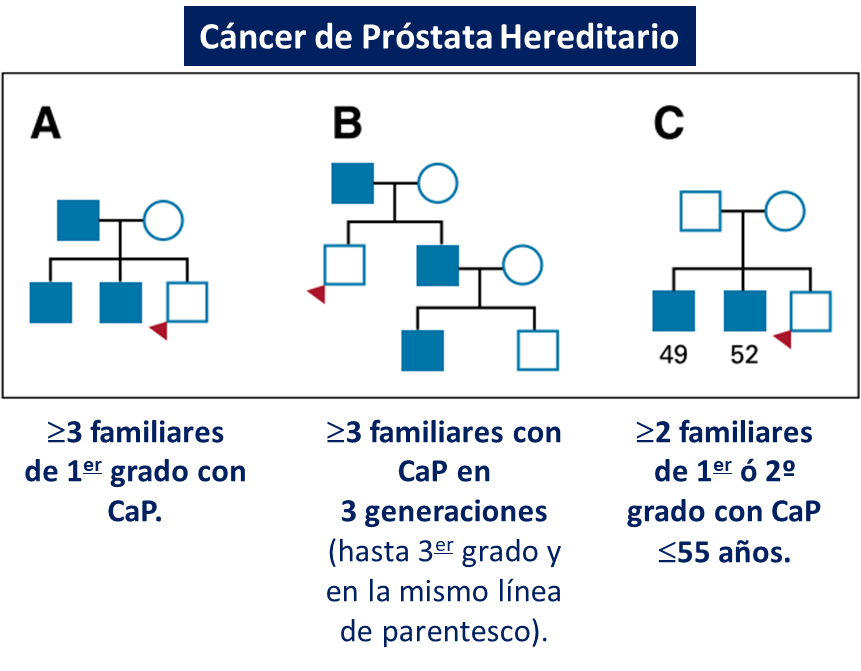 Cáncer de Próstata Hereditario
A
B
C
49
52
≥3 familiares
de 1er grado con
CaP.
≥3 familiares con
CaP en
3 generaciones
(hasta 3er grado y
en la mismo línea
de parentesco).
≥2 familiares
de 1er ó 2º
grado con CaP
≤55 años.